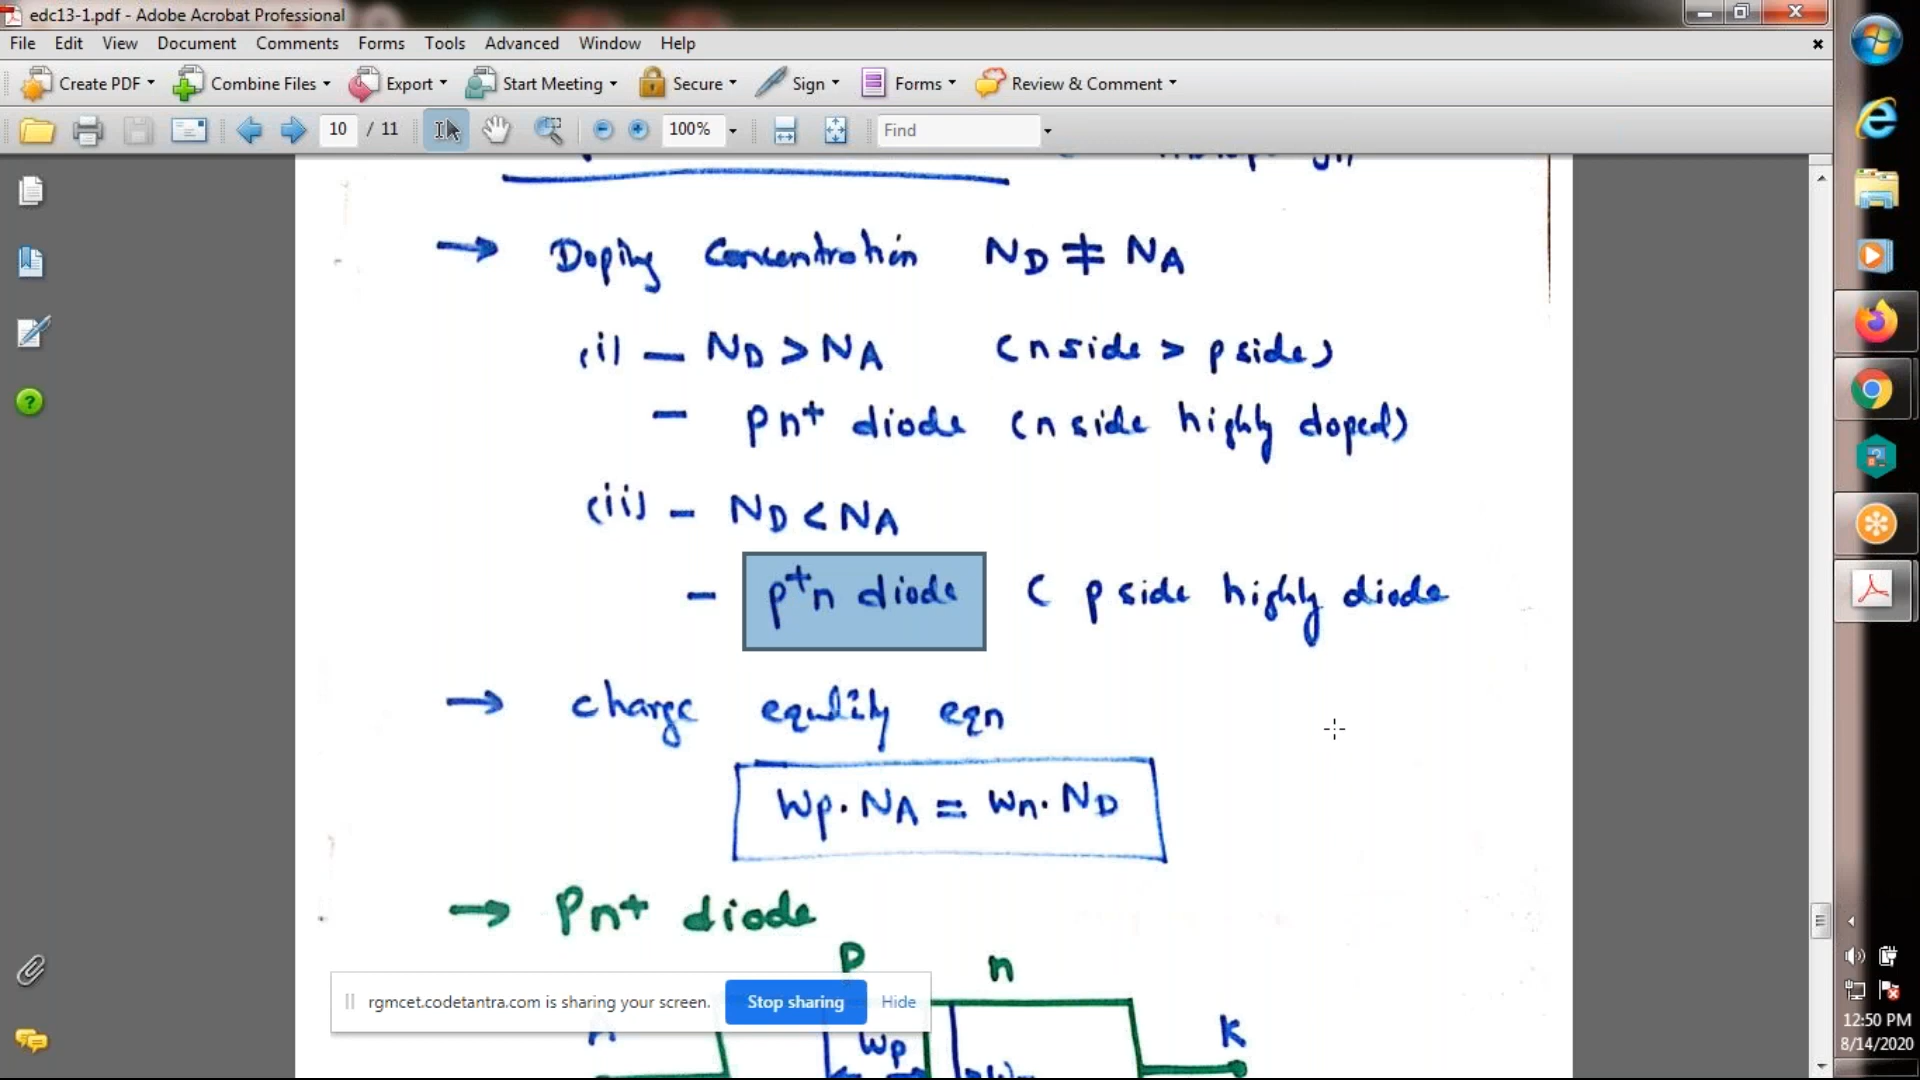 edc13-1.pdf - Adobe Acrobat Professional
File Edit View Document Comments Forms Tools Advanced Window Help
Create PDF Combine Files Export Start Meeting Secure Sign Forms Review & Comment
10 / 11 100% Find
→ Doping Concentration ND ≠ NA
(i) — ND > NA (n side > p side)
— pn+ diode (n side highly doped)
(ii) — ND < NA
— p+n diode ( p side highly diode
→ charge equality eqn
Wp. NA = Wn. ND
→ Pn+ diode
P n
rgmcet.codetantra.com is sharing your screen. Stop sharing Hide
K
Wp
12:50 PM
8/14/2020